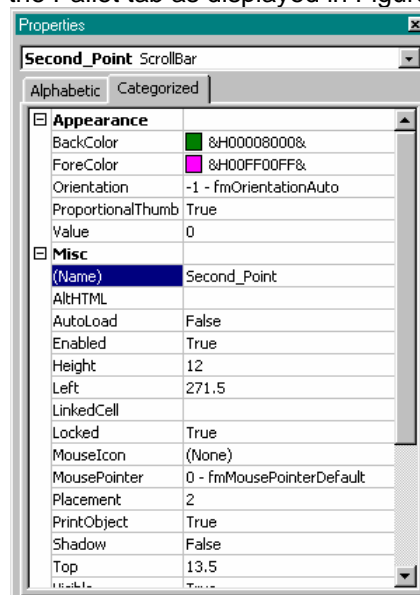 the Pallet tab as displayed in Figure
Properties
Second_Point ScrollBar
Alphabetic Categorized
Appearance
BackColor &H00008000&
ForeColor &H00FF00FF&
Orientation -1 - fmOrientationAuto
ProportionalThumb True
Value 0
Misc
(Name) Second_Point
AltHTML
AutoLoad False
Enabled True
Height 12
Left 271.5
LinkedCell
Locked True
MouseIcon (None)
MousePointer 0 - fmMousePointerDefault
Placement 2
PrintObject True
Shadow False
Top 13.5